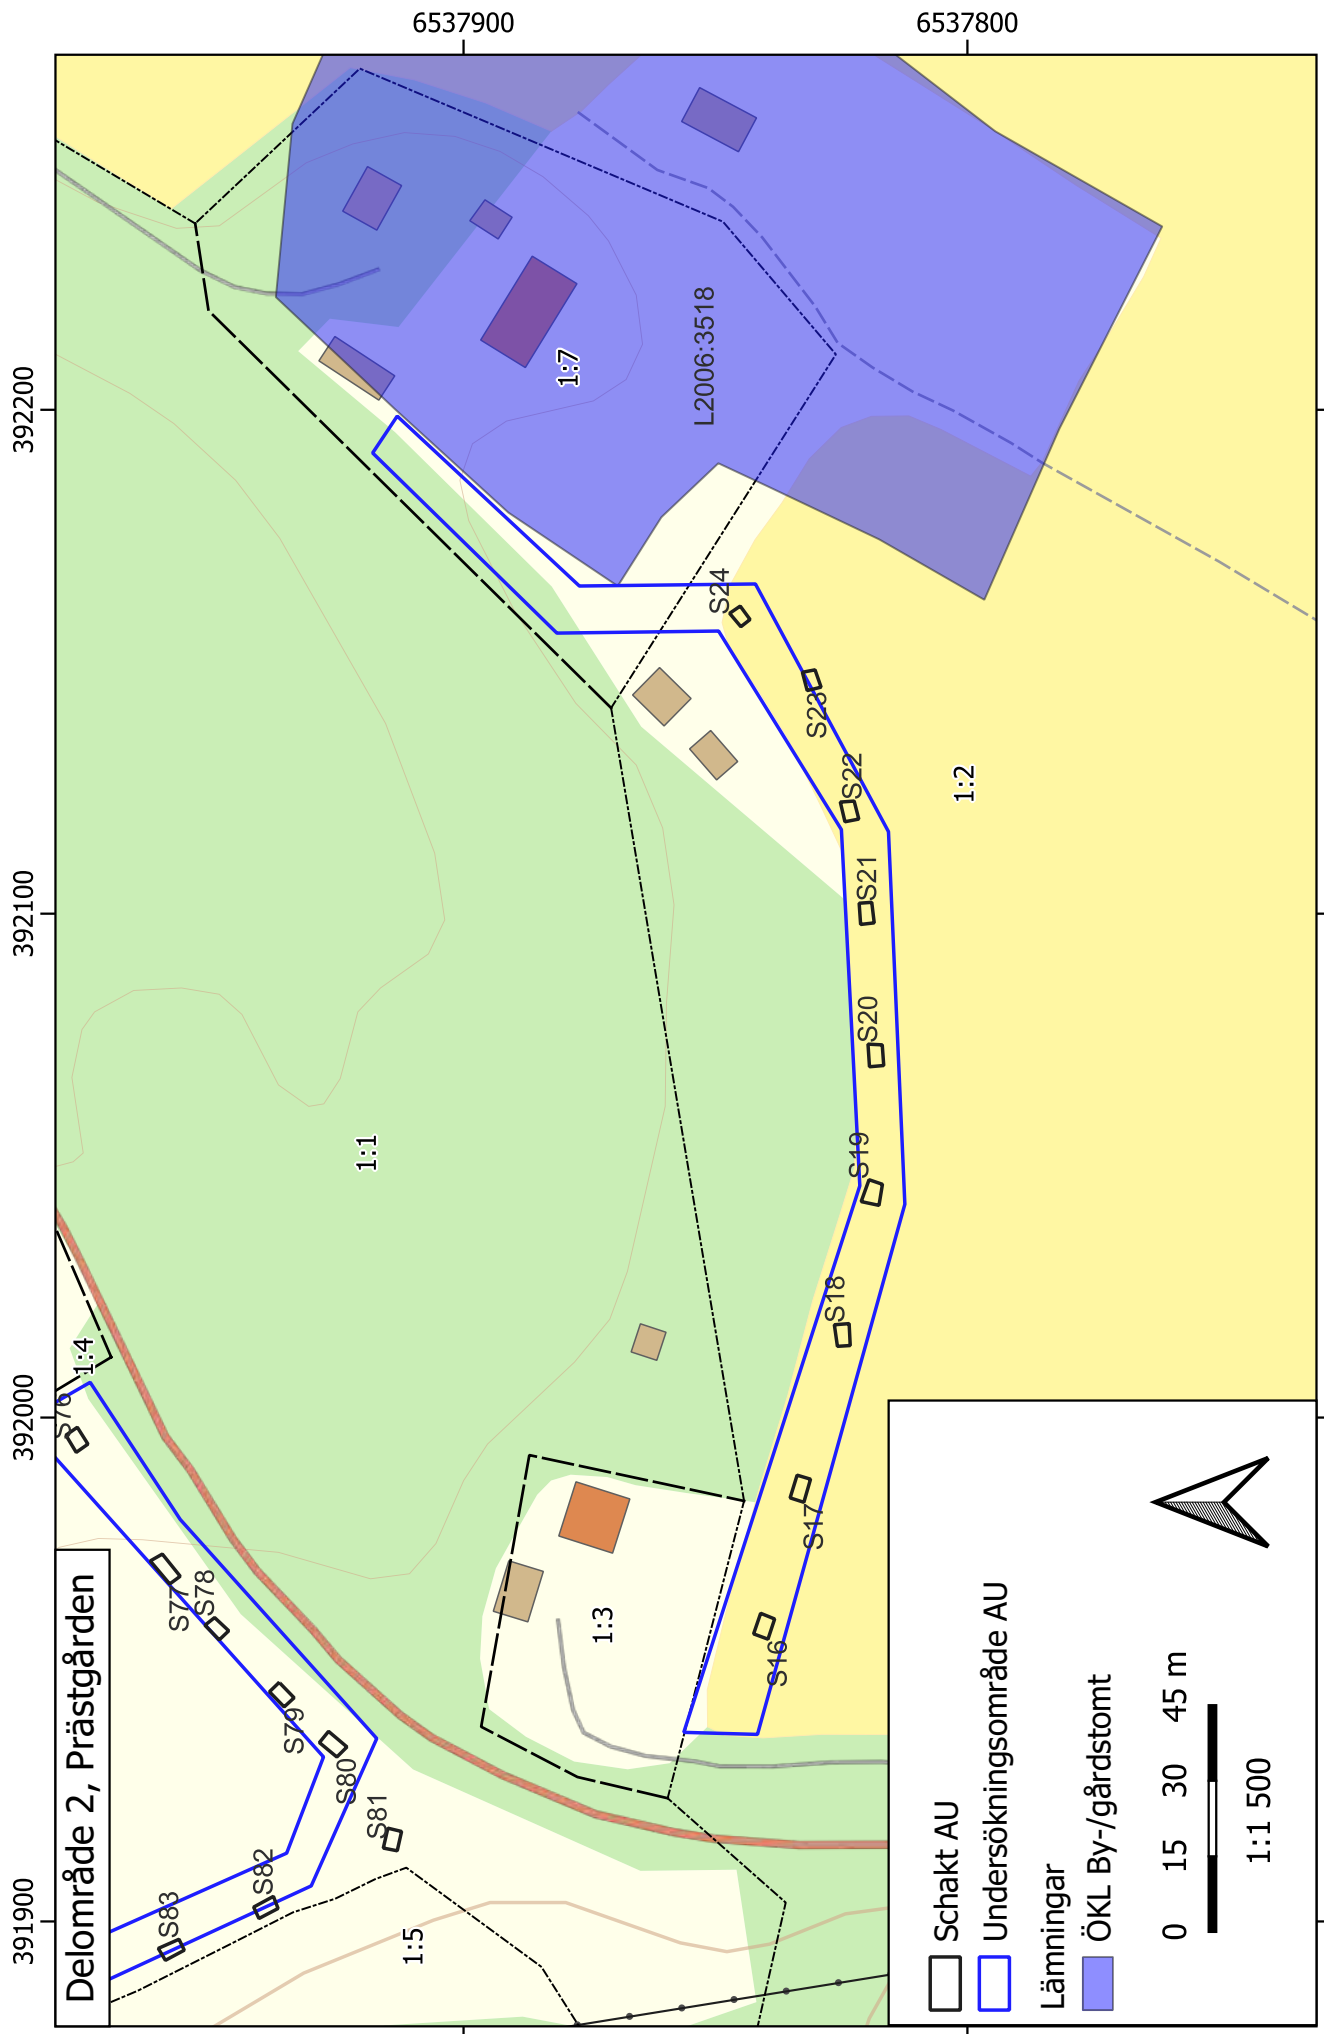 Delområde 2, Prästgården
391900
392000
392100
392200
6537900
6537800
1:4
1:1
1:7
L2006:3518
1:2
1:3
1:5
S76
S77
S78
S79
S80
S81
S82
S83
S16
S17
S18
S19
S20
S21
S22
S23
S24
Schakt AU
Undersökningsområde AU
Lämningar
ÖKL By-/gårdstomt
0 15 30 45 m
1:1 500